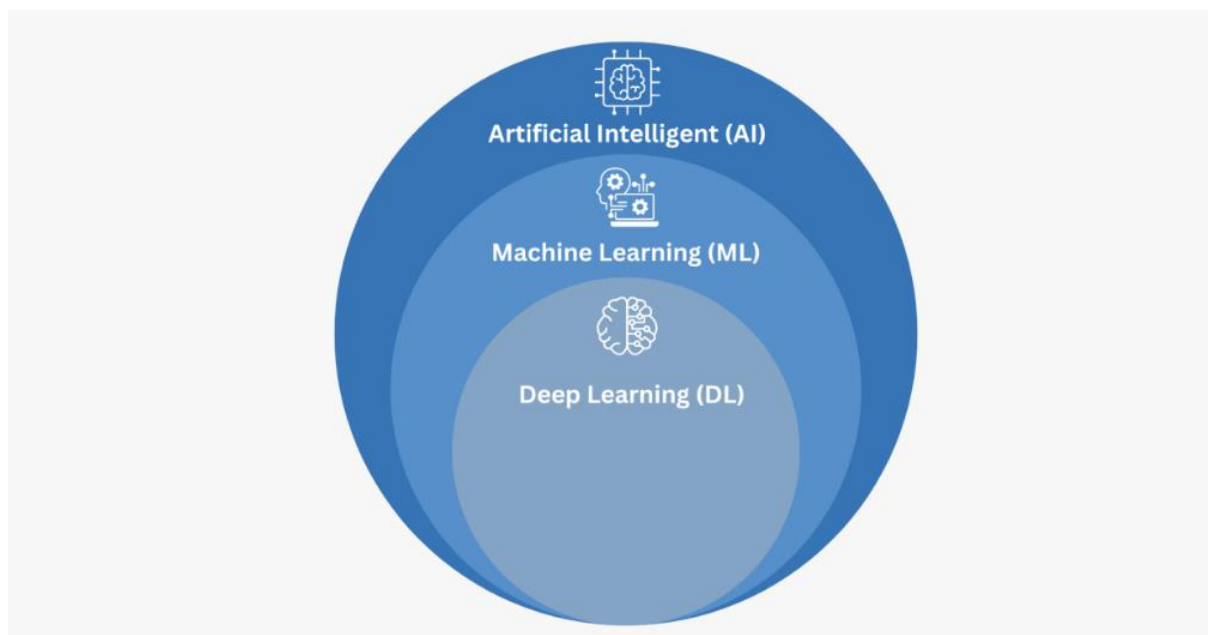 Artificial Intelligent (AI)
Machine Learning (ML)
Deep Learning (DL)